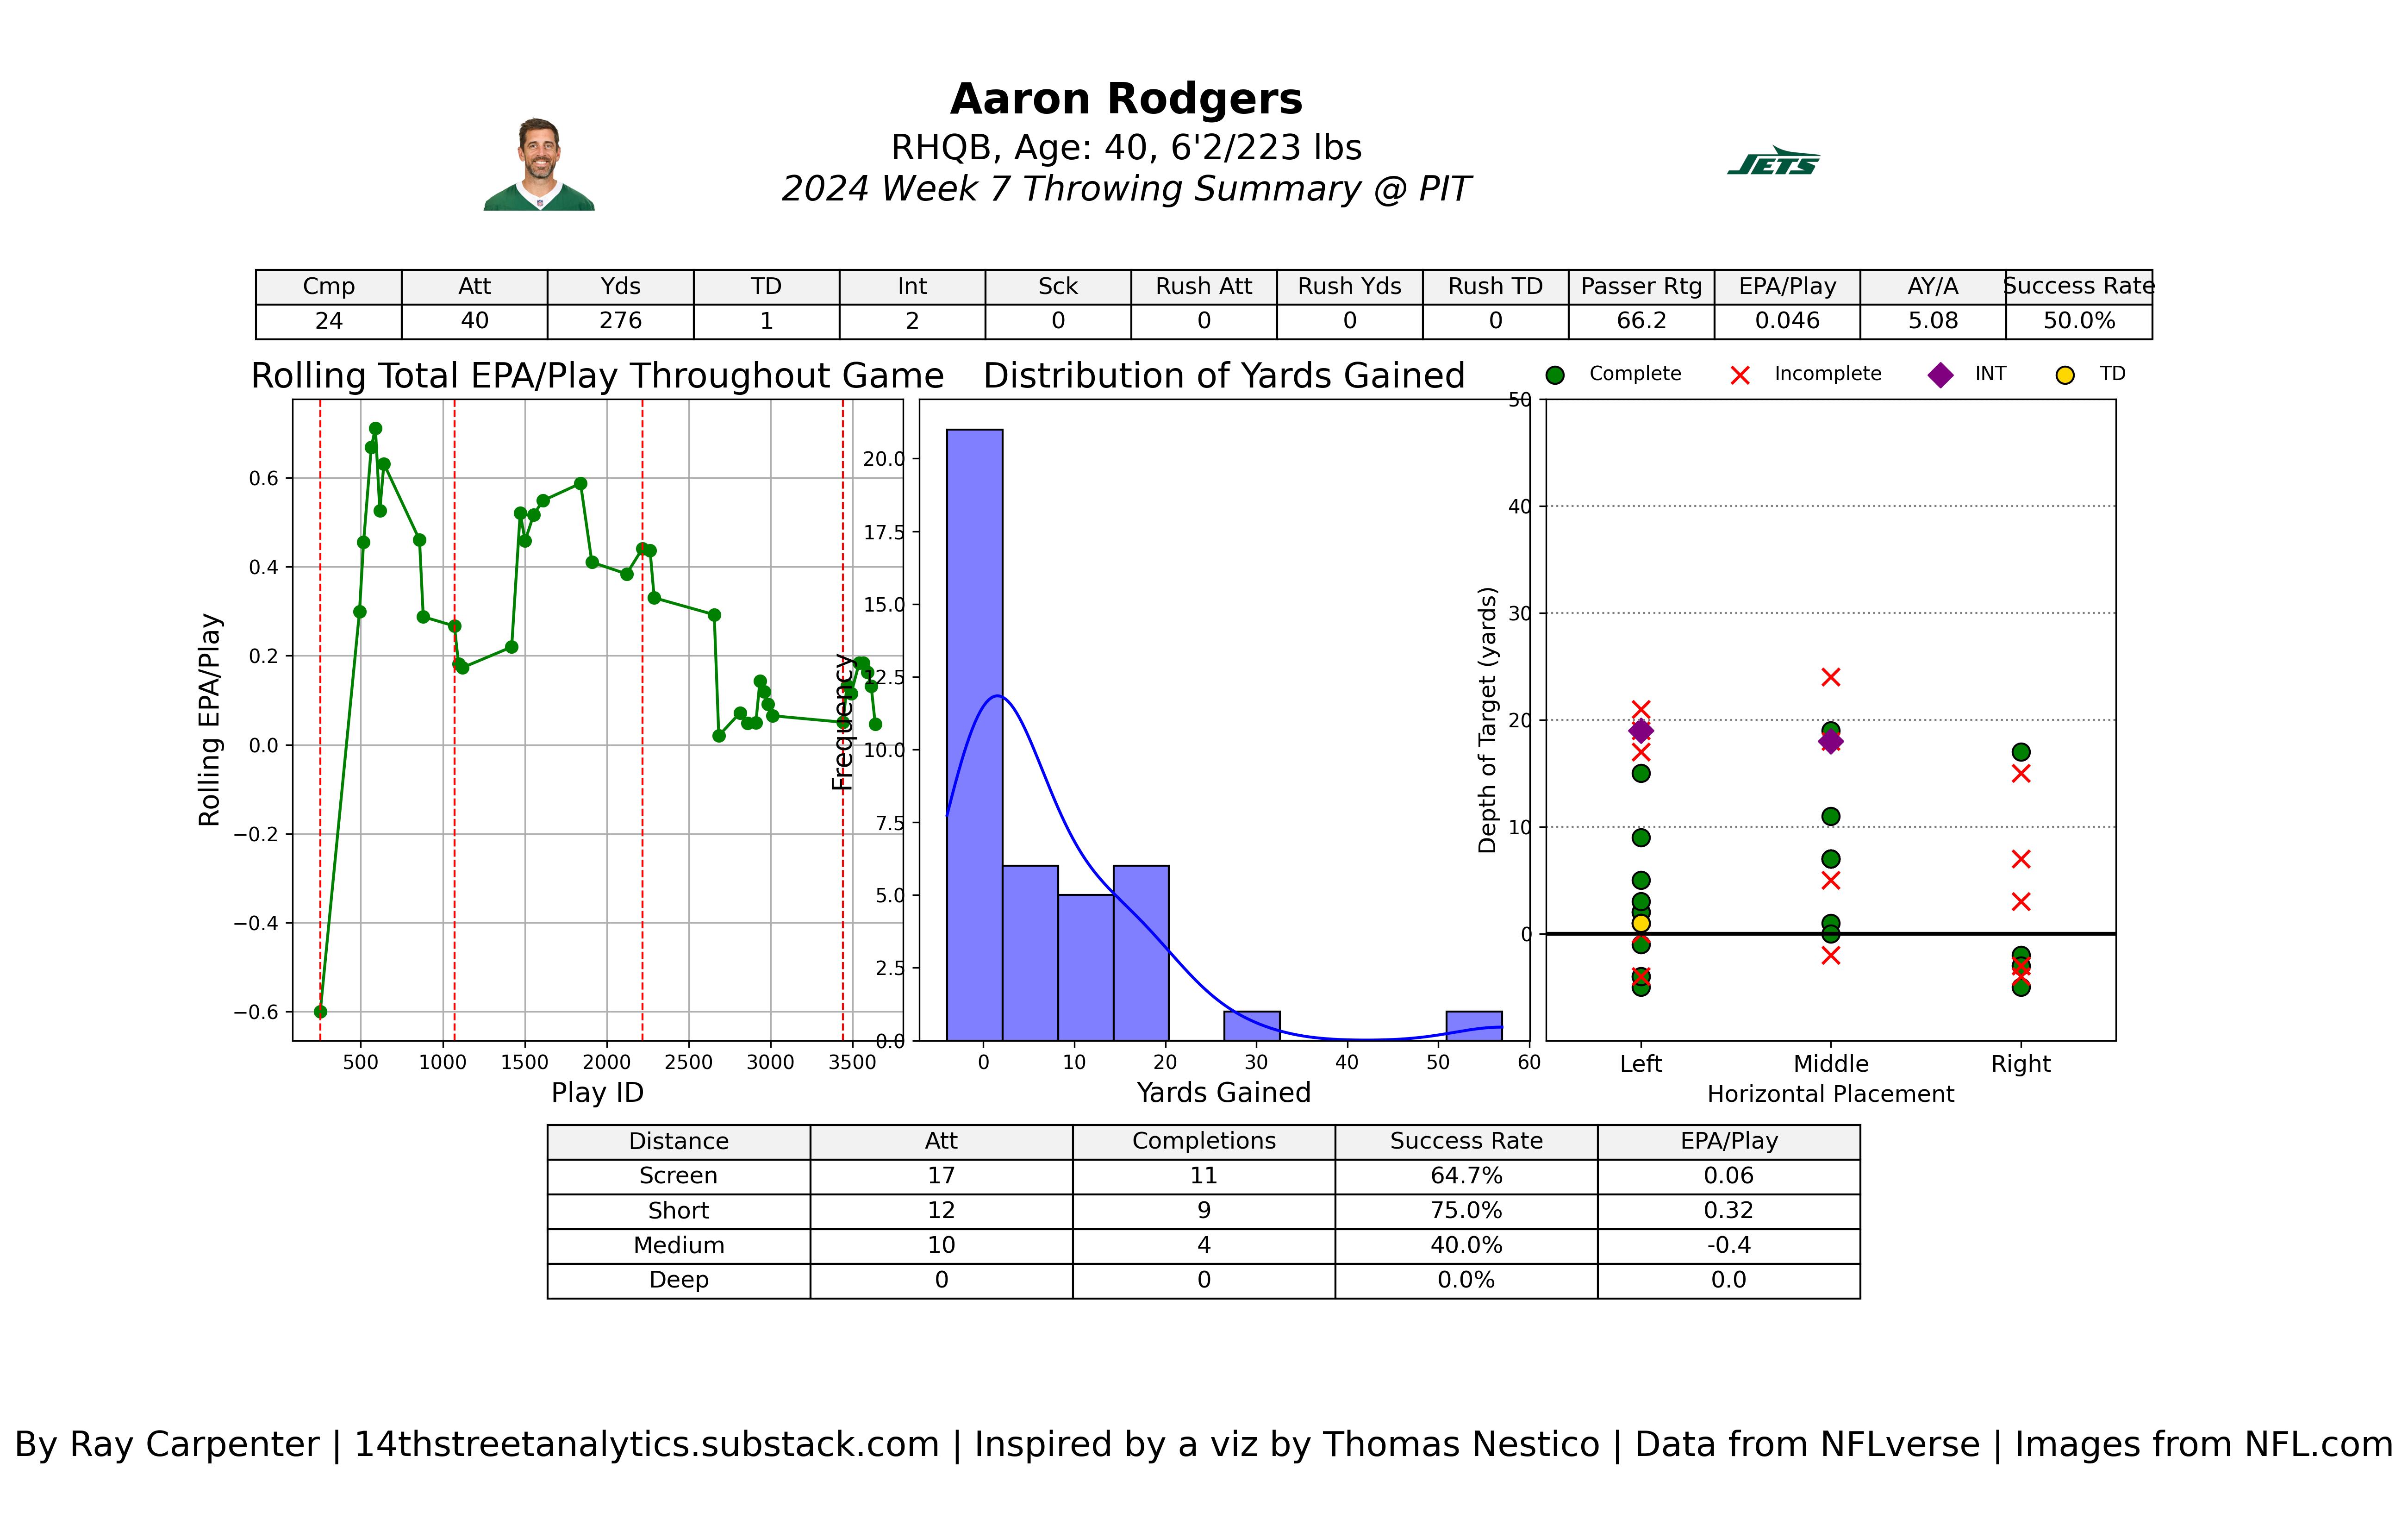 Aaron Rodgers
RHQB, Age: 40, 6'2/223 lbs
2024 Week 7 Throwing Summary @ PIT
JETS
Cmp Att Yds TD Int Sck Rush Att Rush Yds Rush TD Passer Rtg EPA/Play AY/A Success Rate
24 40 276 1 2 0 0 0 0 66.2 0.046 5.08 50.0%
Rolling Total EPA/Play Throughout Game
Rolling EPA/Play
0.6
0.4
0.2
0.0
−0.2
−0.4
−0.6
500 1000 1500 2000 2500 3000 3500
Play ID
Distribution of Yards Gained
Frequency
20.0
17.5
15.0
12.5
10.0
7.5
5.0
2.5
0.0
0 10 20 30 40 50 60
Yards Gained
Complete Incomplete INT TD
Depth of Target (yards)
50
40
30
20
10
0
Left Middle Right
Horizontal Placement
Distance Att Completions Success Rate EPA/Play
Screen 17 11 64.7% 0.06
Short 12 9 75.0% 0.32
Medium 10 4 40.0% -0.4
Deep 0 0 0.0% 0.0
By Ray Carpenter | 14thstreetanalytics.substack.com | Inspired by a viz by Thomas Nestico | Data from NFLverse | Images from NFL.com